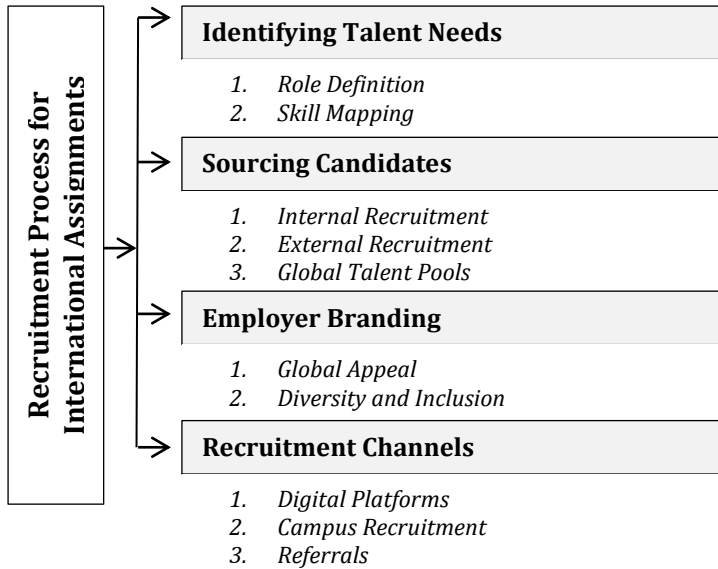 Recruitment Process for
International Assignments
Identifying Talent Needs
1. Role Definition
2. Skill Mapping
Sourcing Candidates
1. Internal Recruitment
2. External Recruitment
3. Global Talent Pools
Employer Branding
1. Global Appeal
2. Diversity and Inclusion
Recruitment Channels
1. Digital Platforms
2. Campus Recruitment
3. Referrals